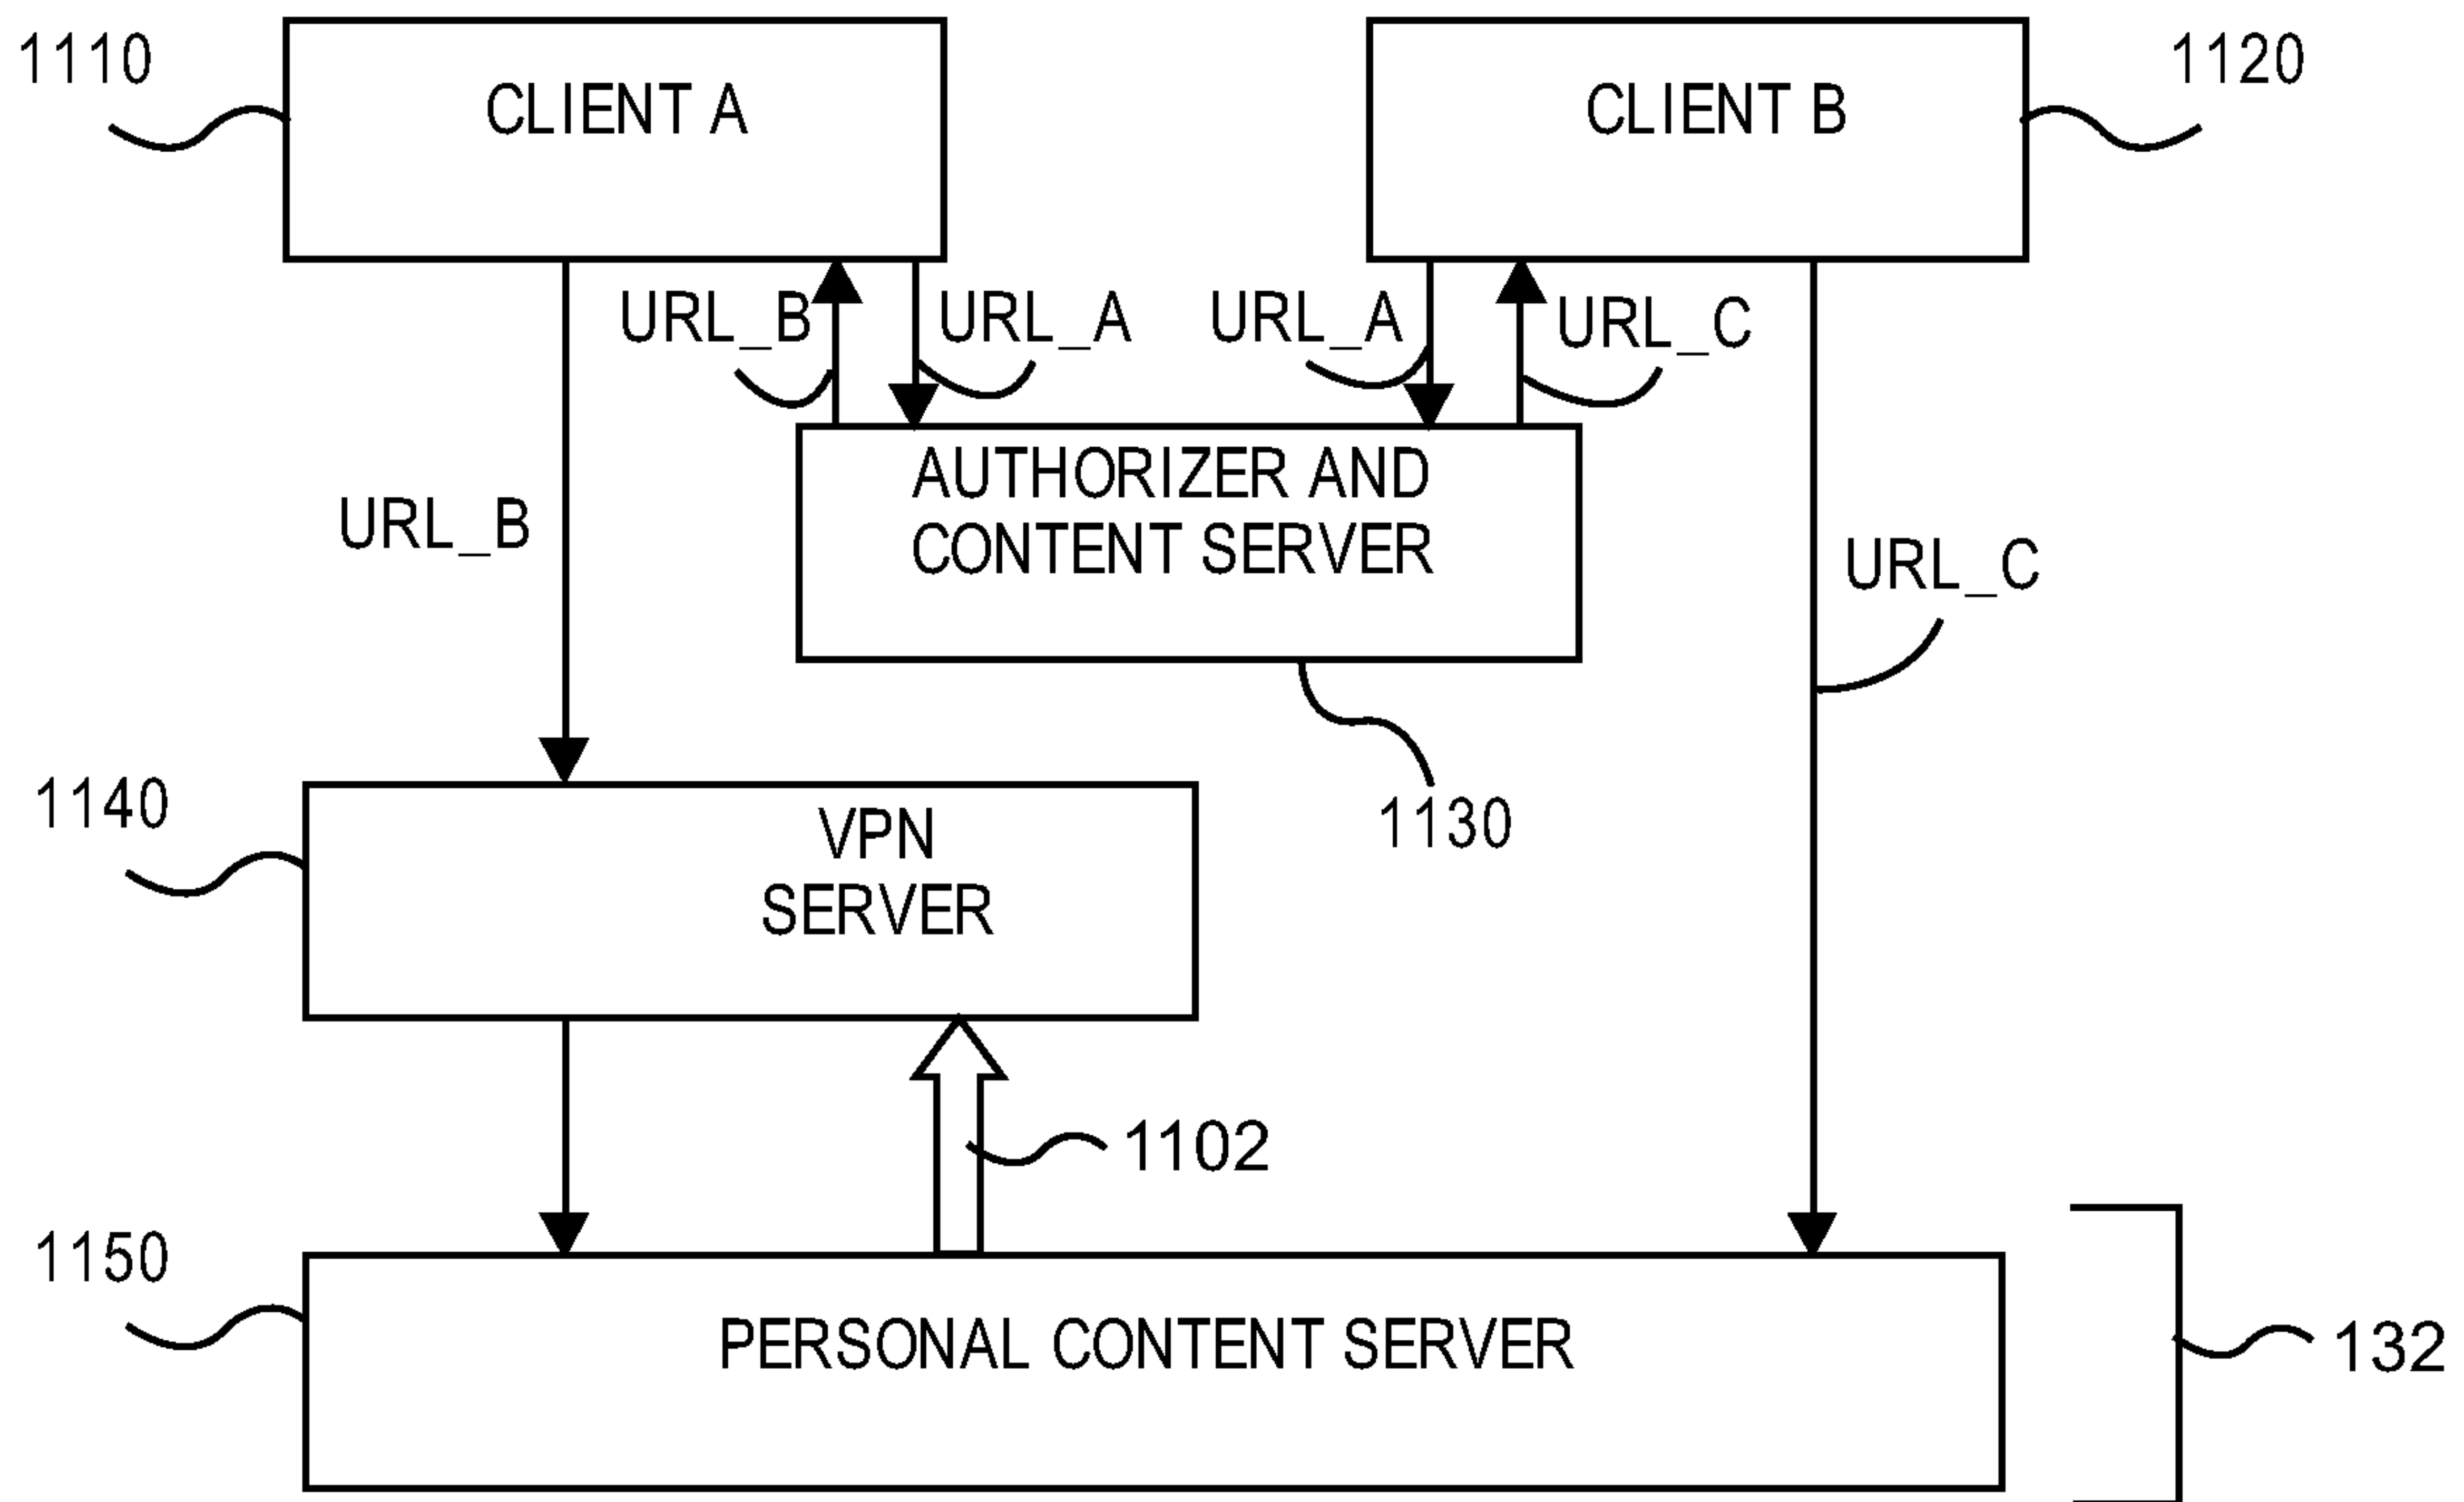 1110
CLIENT A
CLIENT B
1120
URL_B
URL_A
URL_A
URL_C
AUTHORIZER AND
CONTENT SERVER
URL_B
URL_C
1140
VPN
SERVER
1130
1102
1150
PERSONAL CONTENT SERVER
132